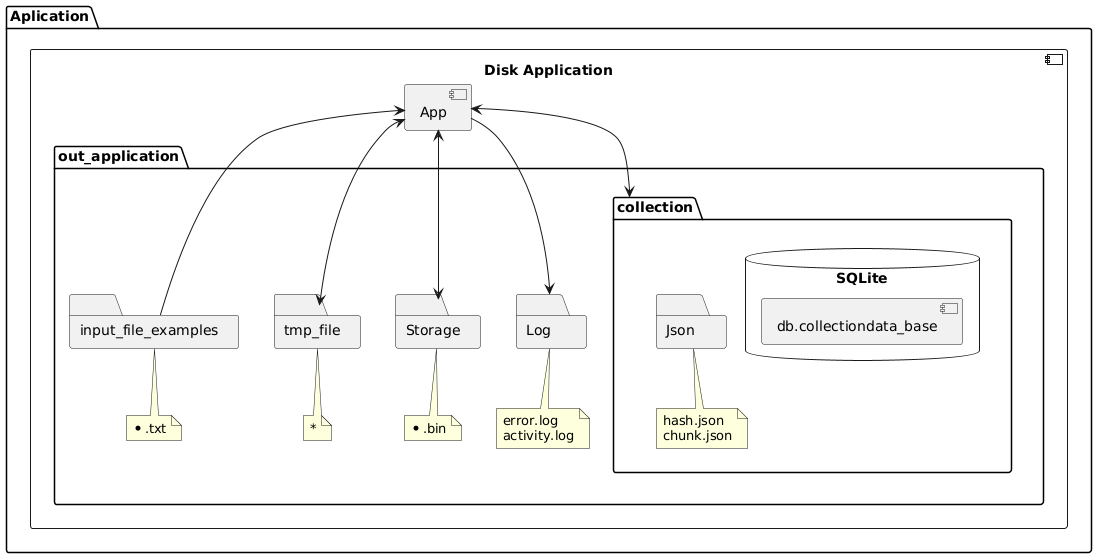 Aplication
Disk Application
App
out_application
collection
SQLite
db.collectiondata_base
input_file_examples
tmp_file
Storage
Log
Json
• .txt
*
• .bin
error.log
activity.log
hash.json
chunk.json